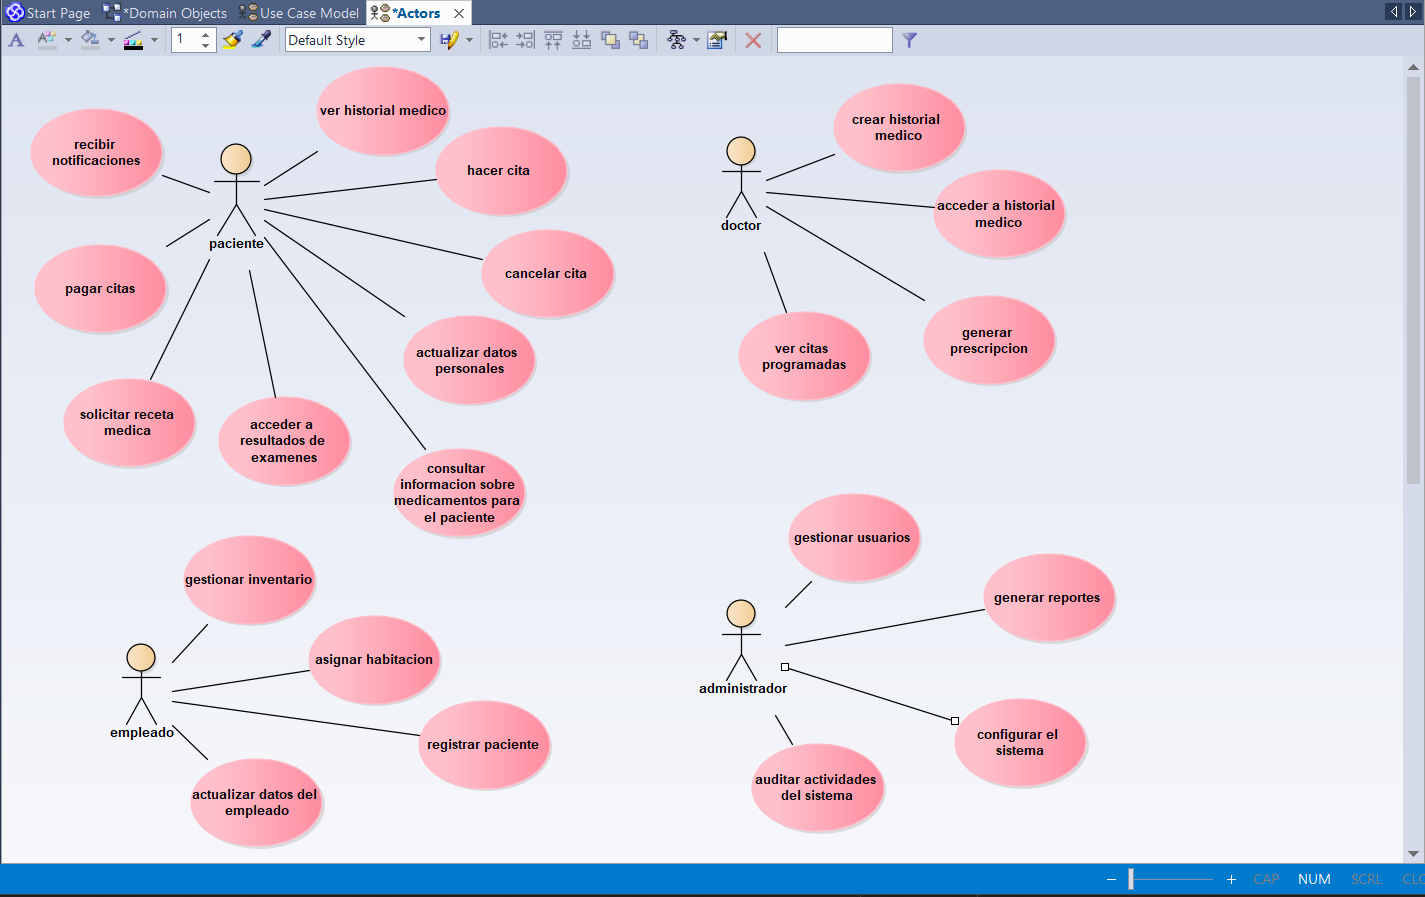 Start Page
*Domain Objects
Use Case Model
*Actors
1
Default Style
ver historial medico
recibir
notificaciones
hacer cita
paciente
cancelar cita
pagar citas
actualizar datos
personales
solicitar receta
medica
acceder a
resultados de
examenes
consultar
informacion sobre
medicamentos para
el paciente
crear historial
medico
acceder a historial
medico
doctor
generar
prescripcion
ver citas
programadas
gestionar inventario
asignar habitacion
empleado
registrar paciente
actualizar datos del
empleado
gestionar usuarios
generar reportes
administrador
configurar el
sistema
auditar actividades
del sistema
CAP
NUM
SCRL
CLO